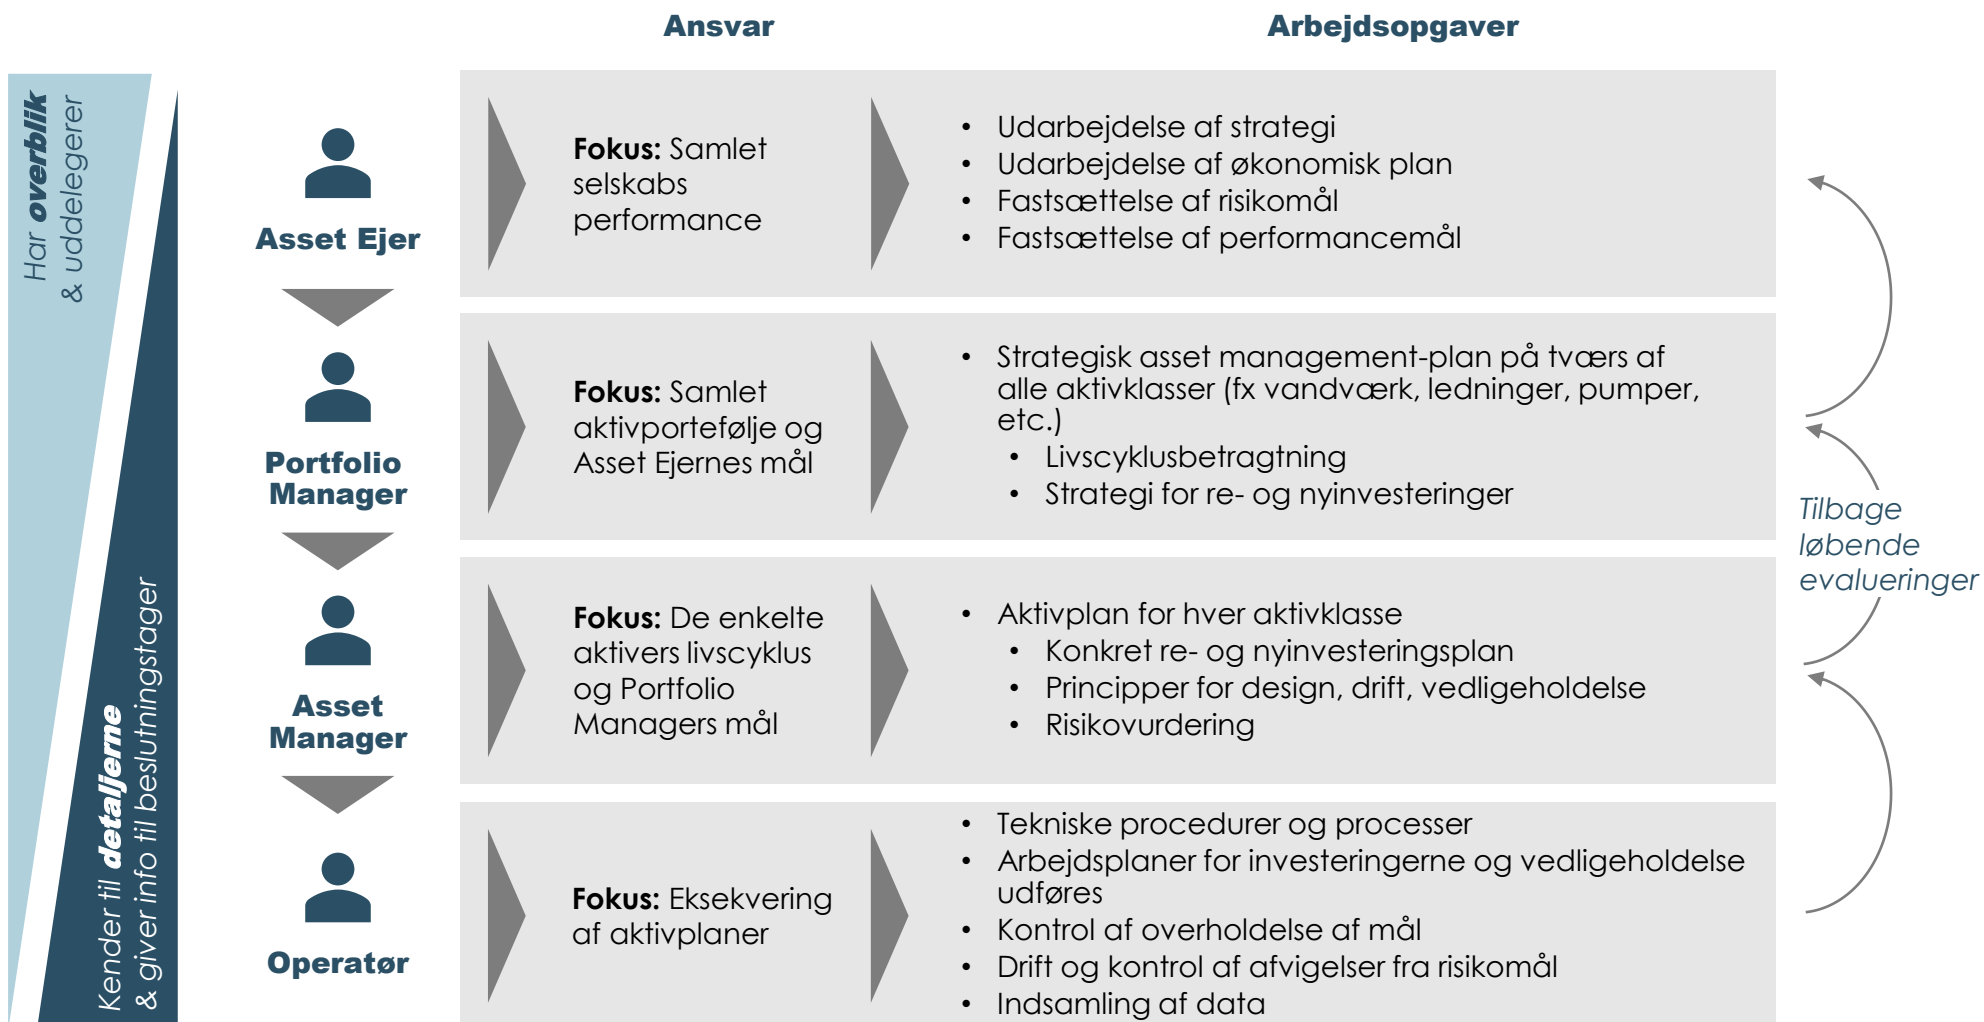 Ansvar
Arbejdsopgaver
Har overblik
& uddelegerer
Kender til detaljerne
& giver info til beslutningstager
Asset Ejer
Fokus: Samlet
selskabs
performance
• Udarbejdelse af strategi
• Udarbejdelse af økonomisk plan
• Fastsættelse af risikomål
• Fastsættelse af performancemål
Portfolio
Manager
Fokus: Samlet
aktivportefølje og
Asset Ejernes mål
• Strategisk asset management-plan på tværs af
alle aktivklasser (fx vandværk, ledninger, pumper,
etc.)
• Livscyklusbetragtning
• Strategi for re- og nyinvesteringer
Asset
Manager
Fokus: De enkelte
aktivers livscyklus
og Portfolio
Managers mål
• Aktivplan for hver aktivklasse
• Konkret re- og nyinvesteringsplan
• Principper for design, drift, vedligeholdelse
• Risikovurdering
Operatør
Fokus: Eksekvering
af aktivplaner
• Tekniske procedurer og processer
• Arbejdsplaner for investeringerne og vedligeholdelse
udføres
• Kontrol af overholdelse af mål
• Drift og kontrol af afvigelser fra risikomål
• Indsamling af data
Tilbage
løbende
evalueringer